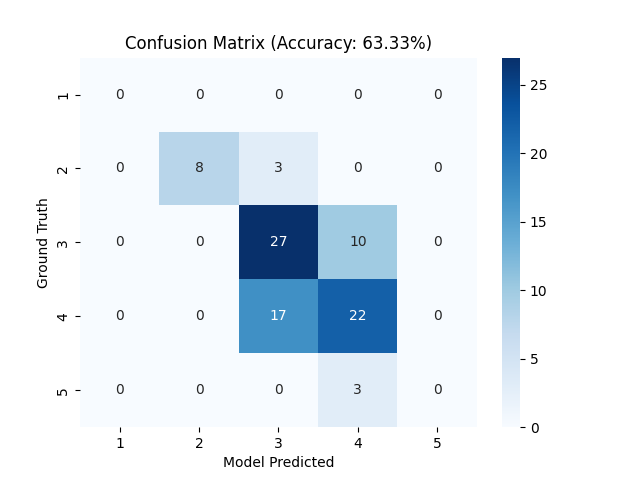 Confusion Matrix (Accuracy: 63.33%)
Ground Truth
1 0 0 0 0 0
2 0 8 3 0 0
3 0 0 27 10 0
4 0 0 17 22 0
5 0 0 0 3 0
1 2 3 4 5
Model Predicted
25
20
15
10
5
0